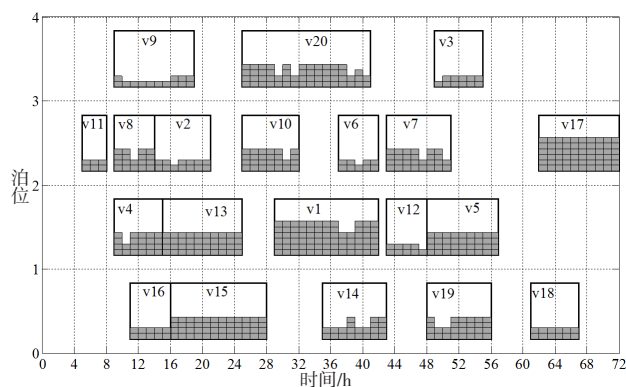 4
v9 v20 v3
3
v11 v8 v2 v10 v6 v7 v17
2
泊位
v4 v13 v1 v12 v5
1
v16 v15 v14 v19 v18
0
0 4 8 12 16 20 24 28 32 36 40 44 48 52 56 60 64 68 72
时间/h